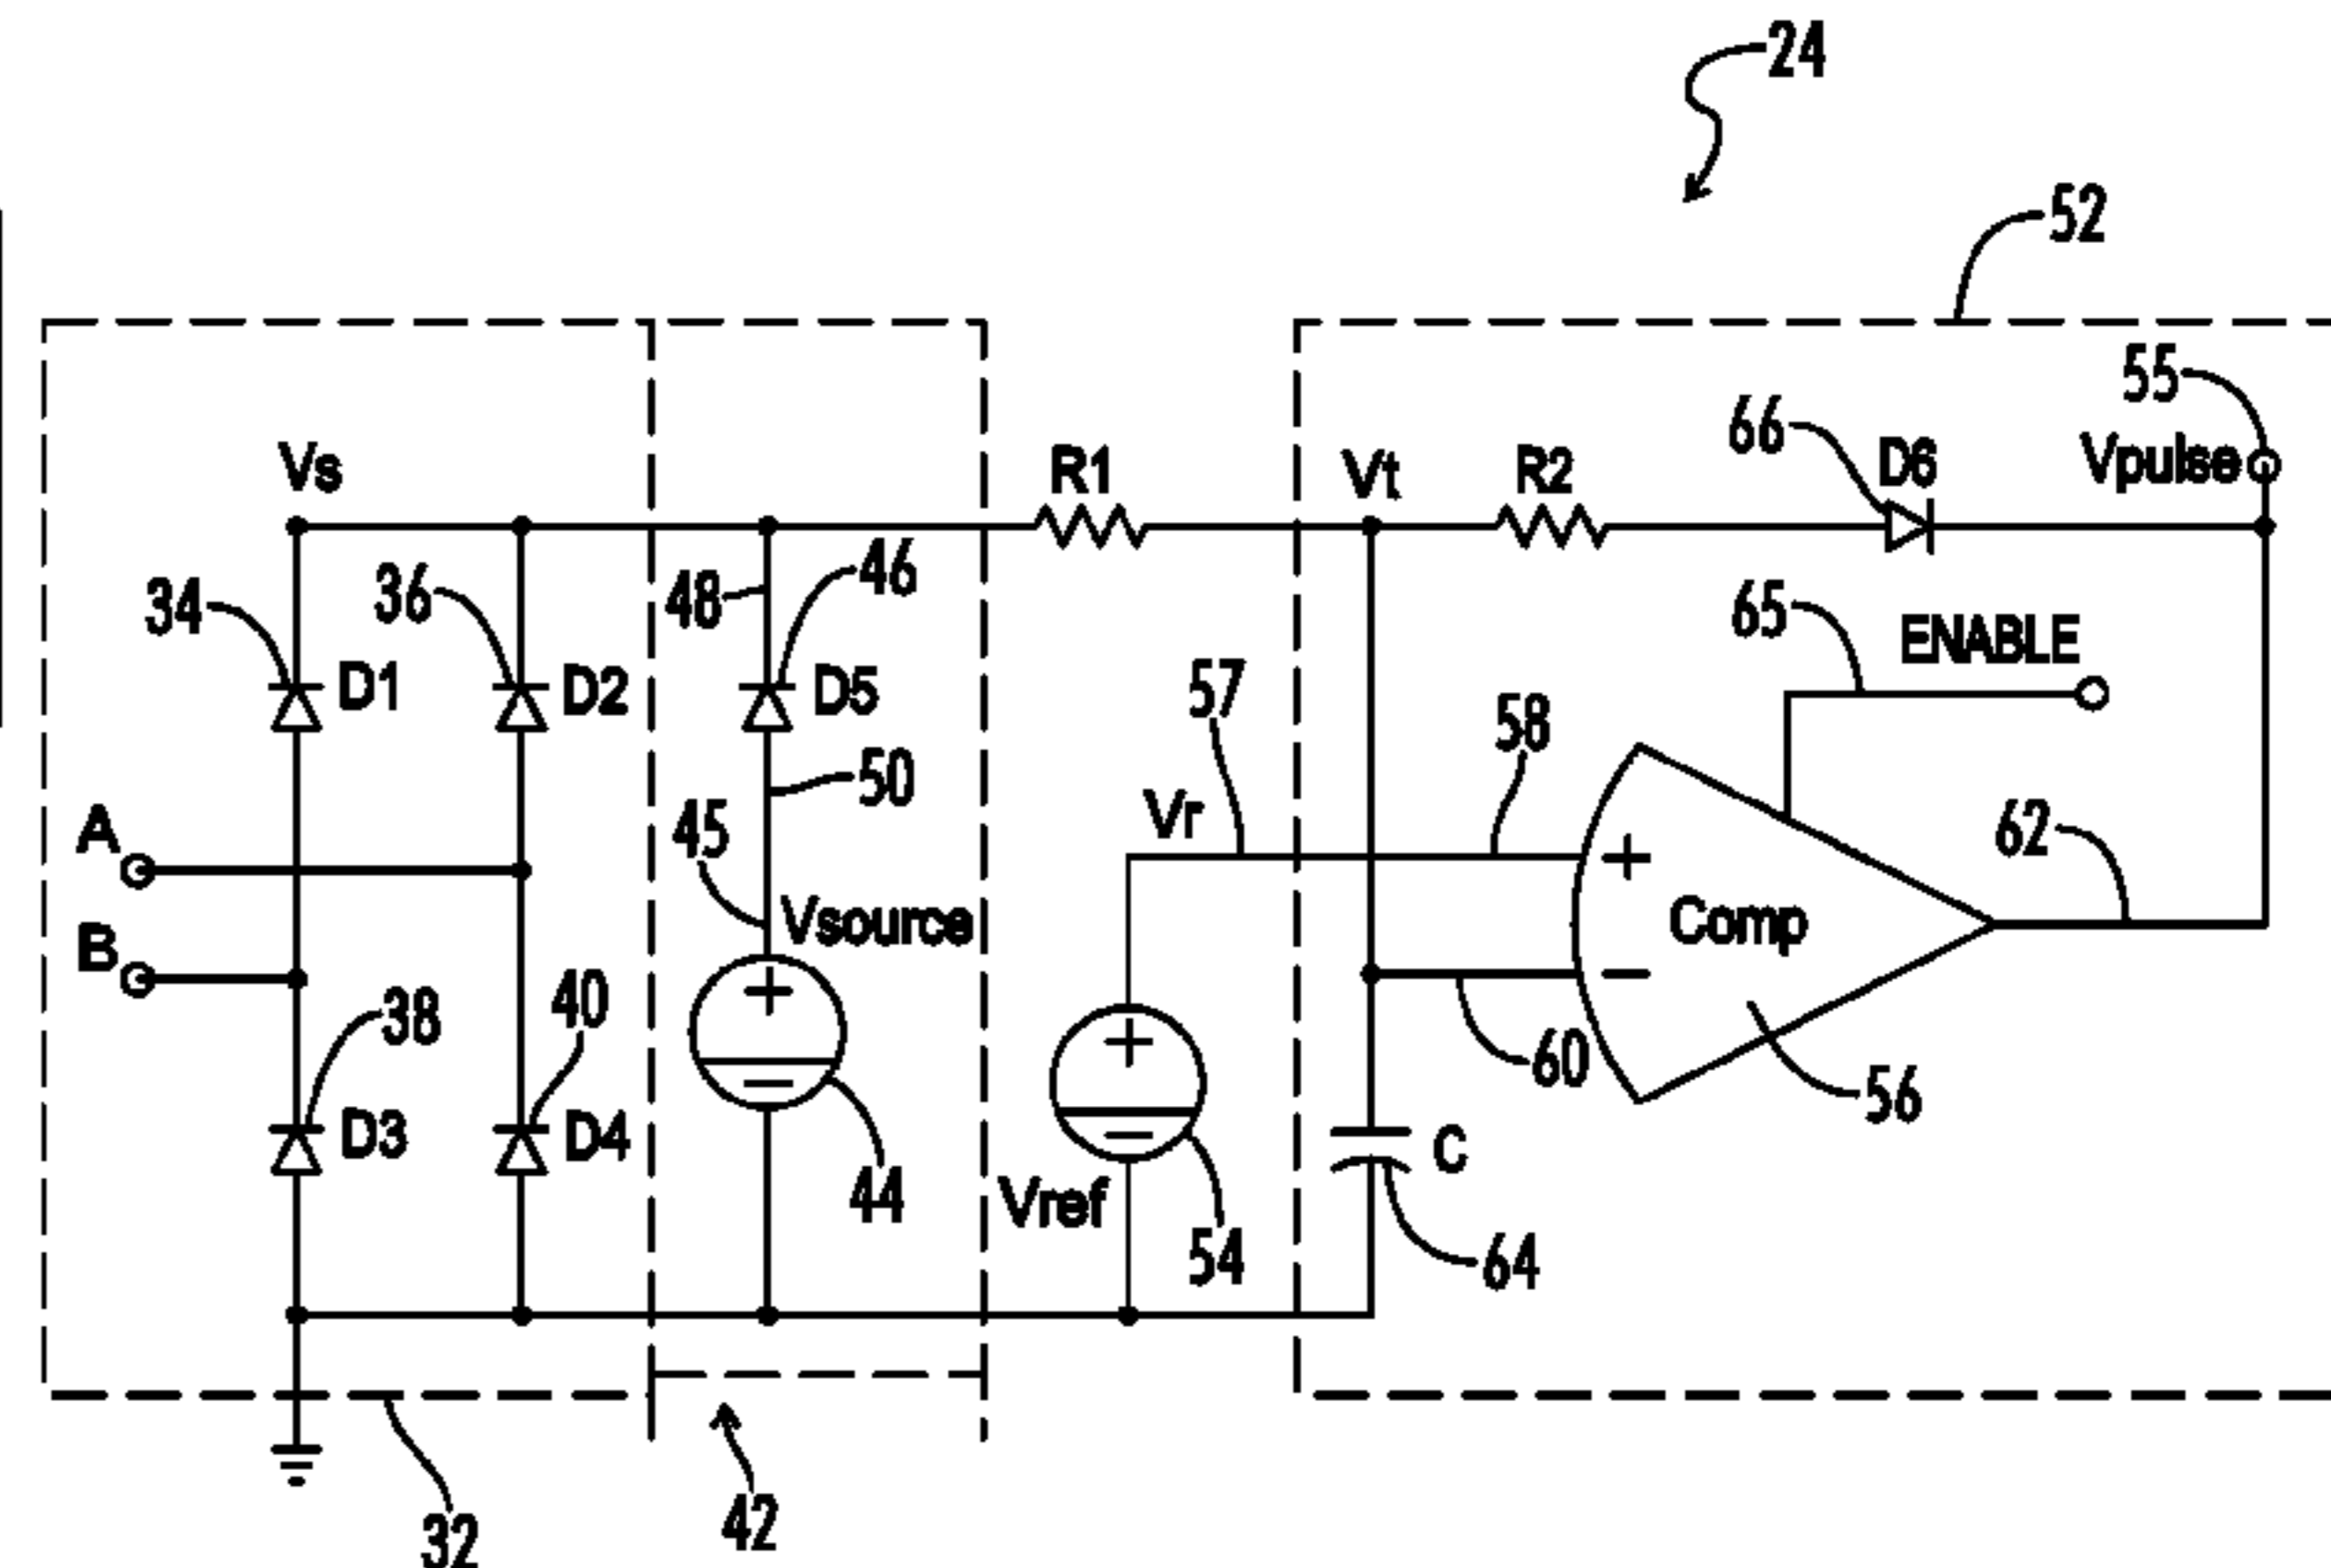 24
52
55
66
Vs
R1
Vt
R2
D6
Vpulse
34
36
48
46
65
ENABLE
D1
D2
D5
57
58
50
A
45
Vr
62
B
Vsource
+
Comp
38
40
+
−
+
60
56
D3
D4
−
−
C
44
Vref
54
64
42
32